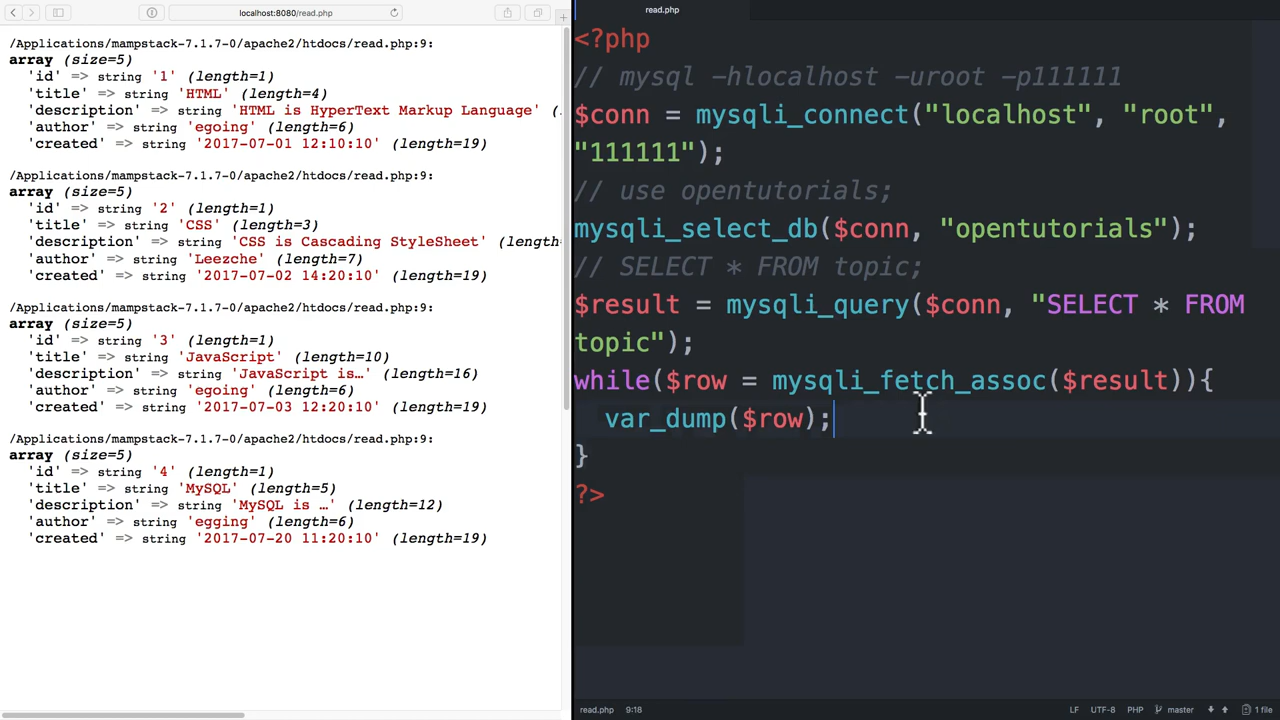 localhost:8080/read.php
/Applications/mampstack-7.1.7-0/apache2/htdocs/read.php:9:
array (size=5)
'id' => string '1' (length=1)
'title' => string 'HTML' (length=4)
'description' => string 'HTML is HyperText Markup Language' (
'author' => string 'egoing' (length=6)
'created' => string '2017-07-01 12:10:10' (length=19)
/Applications/mampstack-7.1.7-0/apache2/htdocs/read.php:9:
array (size=5)
'id' => string '2' (length=1)
'title' => string 'CSS' (length=3)
'description' => string 'CSS is Cascading StyleSheet' (length=
'author' => string 'Leezche' (length=7)
'created' => string '2017-07-02 14:20:10' (length=19)
/Applications/mampstack-7.1.7-0/apache2/htdocs/read.php:9:
array (size=5)
'id' => string '3' (length=1)
'title' => string 'JavaScript' (length=10)
'description' => string 'JavaScript is…' (length=16)
'author' => string 'egoing' (length=6)
'created' => string '2017-07-03 12:20:10' (length=19)
/Applications/mampstack-7.1.7-0/apache2/htdocs/read.php:9:
array (size=5)
'id' => string '4' (length=1)
'title' => string 'MySQL' (length=5)
'description' => string 'MySQL is …' (length=12)
'author' => string 'egging' (length=6)
'created' => string '2017-07-20 11:20:10' (length=19)
read.php
<?php
// mysql -hlocalhost -uroot -p111111
$conn = mysqli_connect("localhost", "root",
"111111");
// use opentutorials;
mysqli_select_db($conn, "opentutorials");
// SELECT * FROM topic;
$result = mysqli_query($conn, "SELECT * FROM
topic");
while($row = mysqli_fetch_assoc($result)){
var_dump($row);
}
?>
read.php 9:18 LF UTF-8 PHP master 1 file